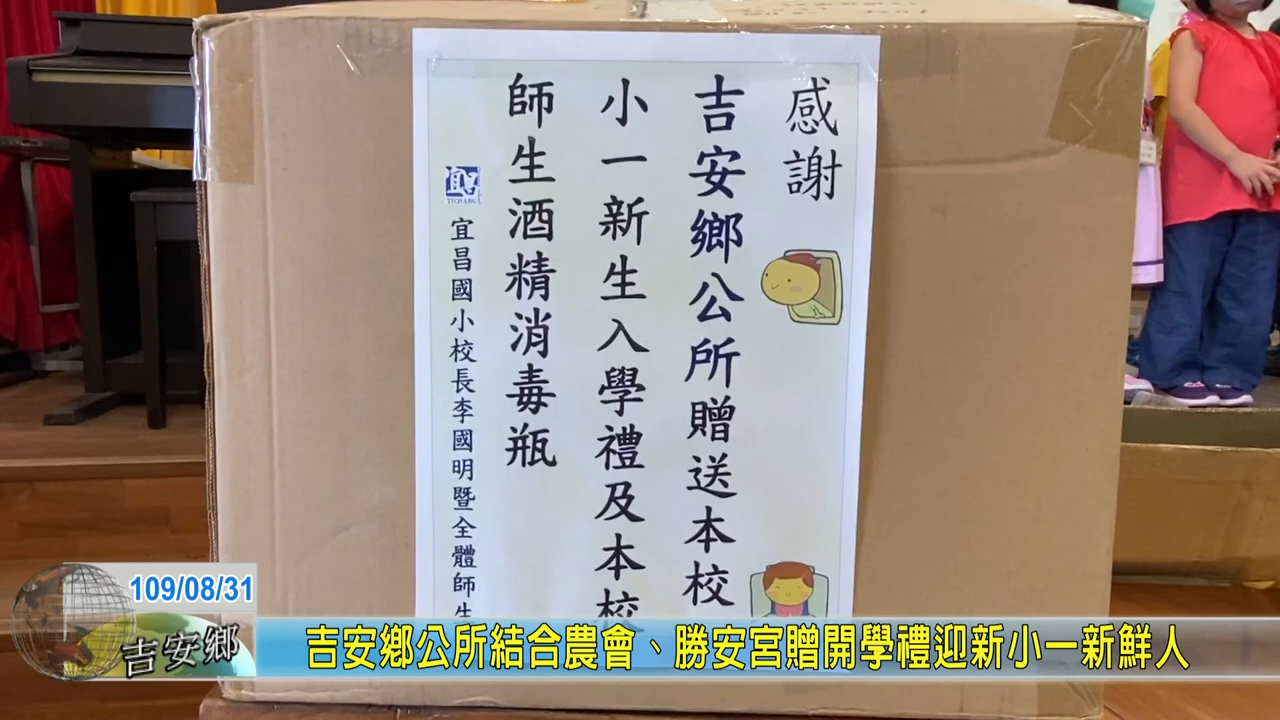 感謝
吉安鄉公所贈送本校
小一新生入學禮及本校
師生酒精消毒瓶
宜昌國小校長李國明暨全體師生
YICHANG
109/08/31
吉安鄉
吉安鄉公所結合農會、勝安宮贈開學禮迎新小一新鮮人